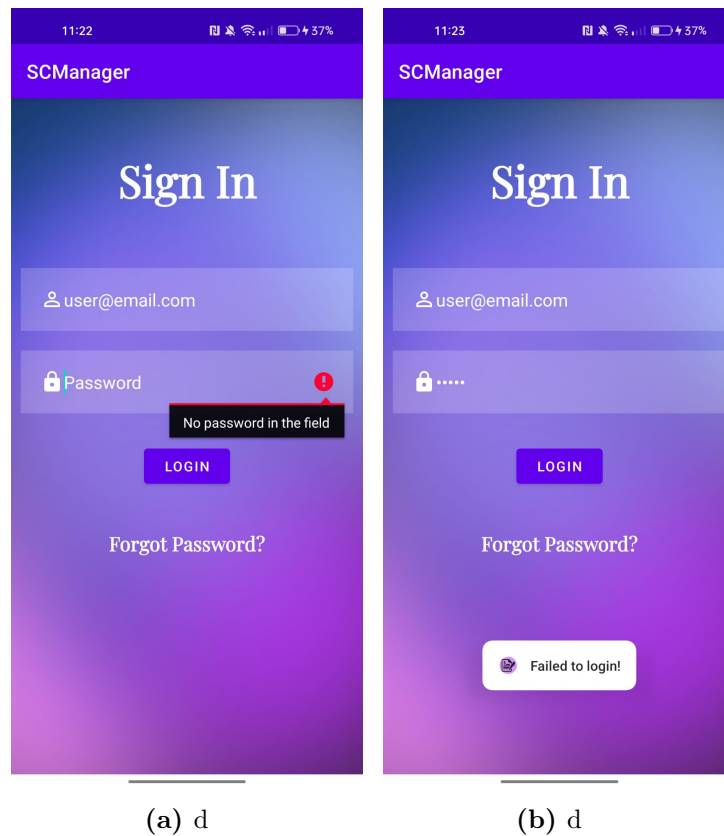 11:22 37%
SCManager
Sign In
user@email.com
Password
No password in the field
LOGIN
Forgot Password?
(a) d
11:23 37%
SCManager
Sign In
user@email.com
•••••
LOGIN
Forgot Password?
Failed to login!
(b) d